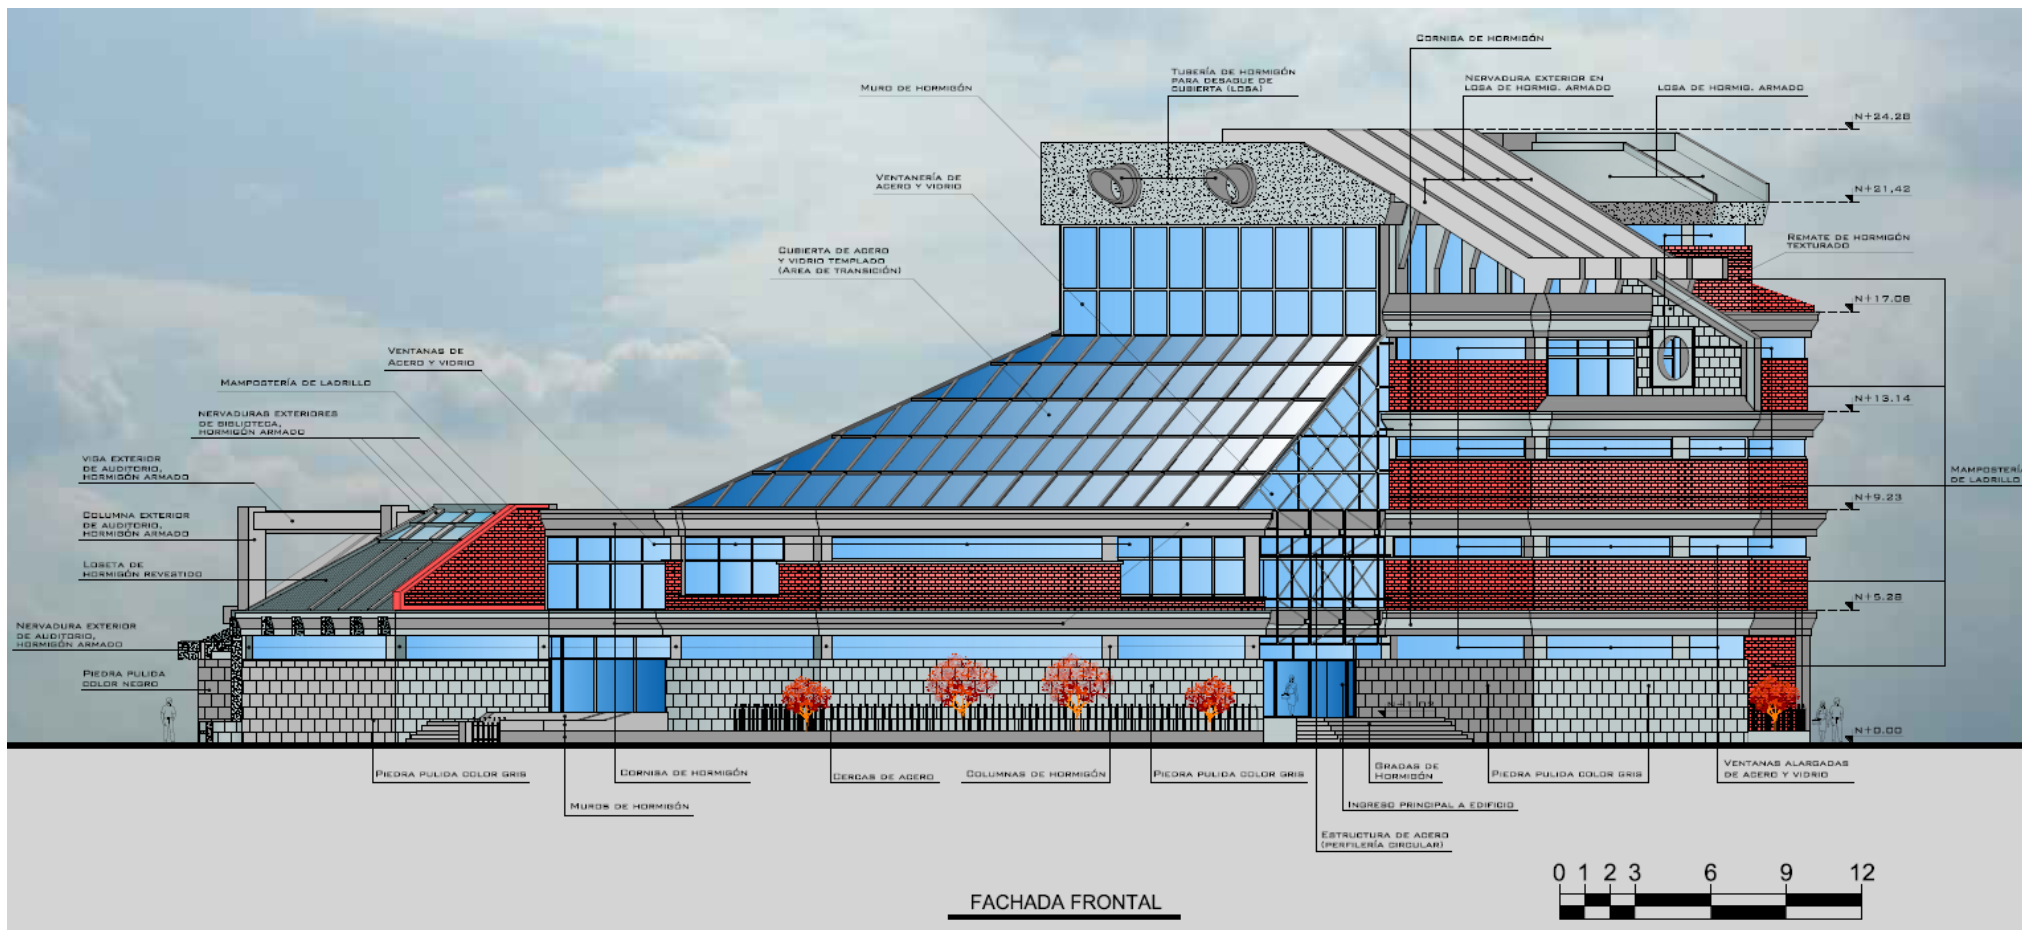 CORNISA DE HORMIGÓN
TUBERÍA DE HORMIGÓN
PARA DESAGUE DE
CUBIERTA (LOSA)
NERVADURA EXTERIOR EN
LOSA DE HORMIG. ARMADO
LOSA DE HORMIG. ARMADO
MURO DE HORMIGÓN
N+24.28
VENTANERÍA DE
ACERO Y VIDRIO
N+21,42
CUBIERTA DE ACERO
Y VIDRIO TEMPLADO
(AREA DE TRANSICIÓN)
REMATE DE HORMIGÓN
TEXTURADO
N+17.08
VENTANAS DE
ACERO Y VIDRIO
MAMPOSTERÍA DE LADRILLO
N+13.14
NERVADURAS EXTERIORES
DE BIBLIOTECA,
HORMIGÓN ARMADO
VIGA EXTERIOR
DE AUDITORIO,
HORMIGÓN ARMADO
MAMPOSTERÍA
DE LADRILLO
N+9.23
COLUMNA EXTERIOR
DE AUDITORIO,
HORMIGÓN ARMADO
LOSETA DE
HORMIGÓN REVESTIDO
N+5.28
NERVADURA EXTERIOR
DE AUDITORIO,
HORMIGÓN ARMADO
PIEDRA PULIDA
COLOR NEGRO
N+1.02
N+0.00
PIEDRA PULIDA COLOR GRIS
CORNISA DE HORMIGÓN
CERCAS DE ACERO
COLUMNAS DE HORMIGÓN
PIEDRA PULIDA COLOR GRIS
GRADAS DE
HORMIGÓN
PIEDRA PULIDA COLOR GRIS
VENTANAS ALARGADAS
DE ACERO Y VIDRIO
MUROS DE HORMIGÓN
INGRESO PRINCIPAL A EDIFICIO
ESTRUCTURA DE ACERO
(PERFILERÍA CIRCULAR)
0 1 2 3 6 9 12
FACHADA FRONTAL